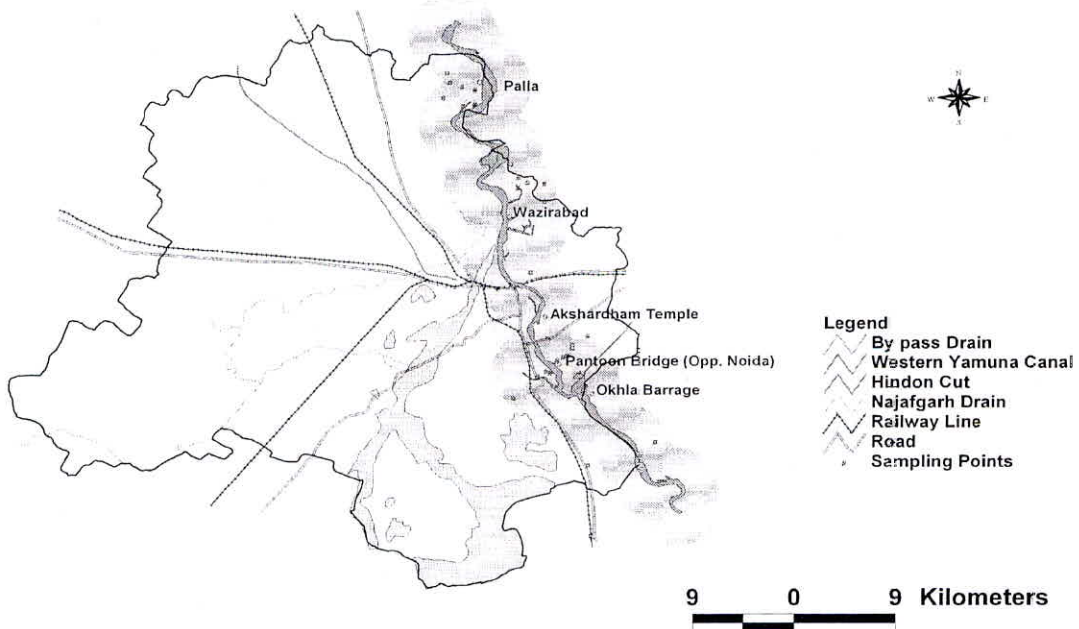 Palla
N
W E
S
Wazirabad
Akshardham Temple
Pantoon Bridge (Opp. Noida)
Okhla Barrage
Legend
By pass Drain
Western Yamuna Canal
Hindon Cut
Najafgarh Drain
Railway Line
Road
Sampling Points
9 0 9 Kilometers